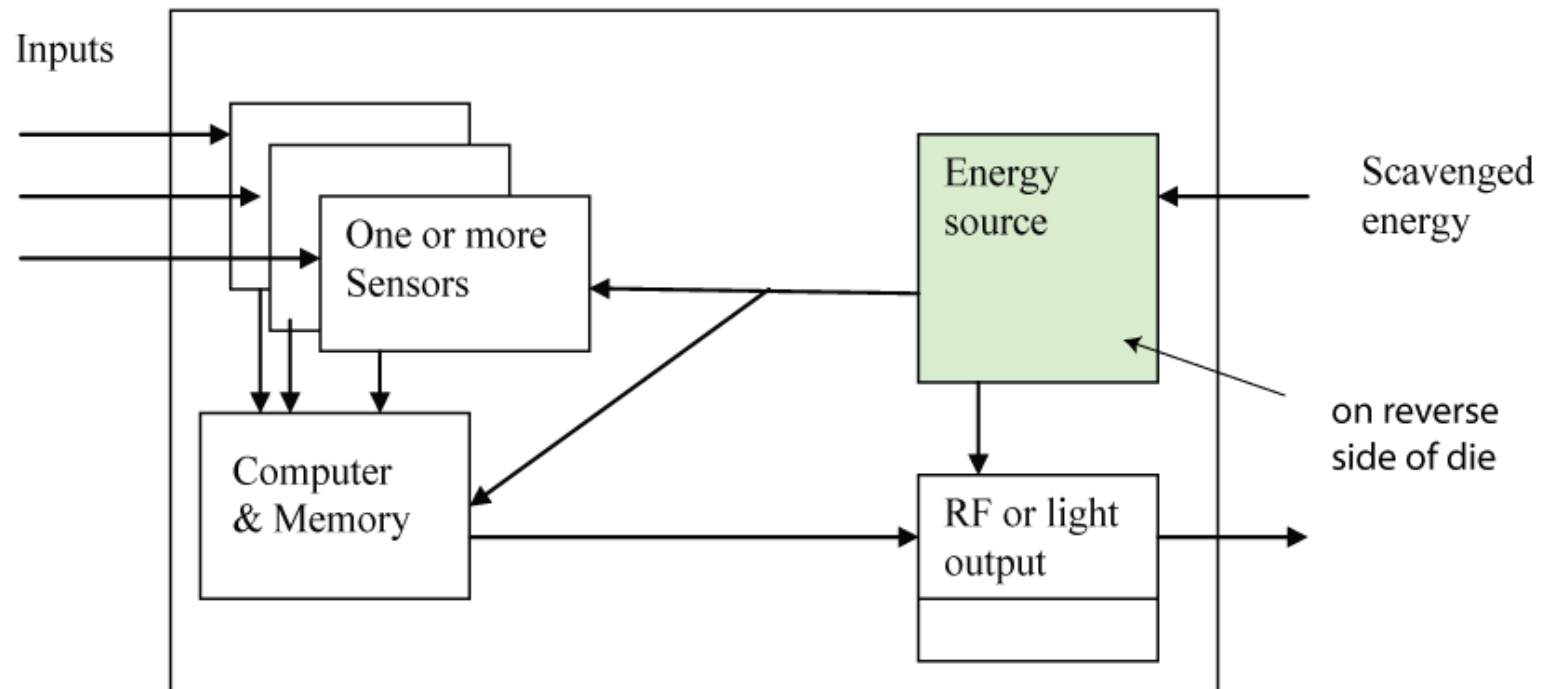 Inputs
One or more
Sensors
Energy
source
Scavenged
energy
on reverse
side of die
Computer
& Memory
RF or light
output